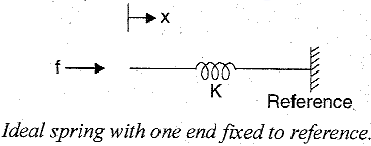 x
f
K
Reference
Ideal spring with one end fixed to reference.